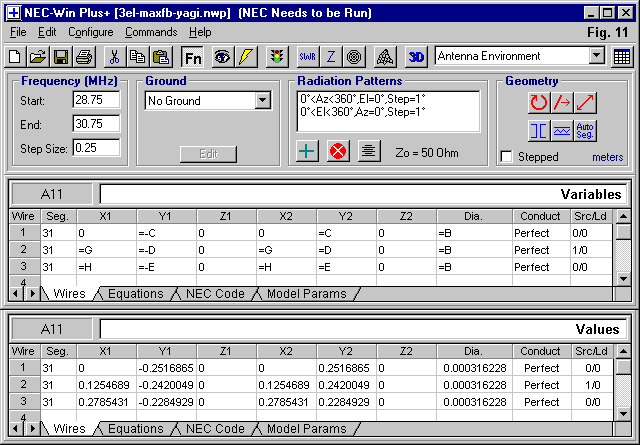 NEC-Win Plus+ [3el-maxfb-yagi.nwp] (NEC Needs to be Run)
File Edit Configure Commands Help Fig. 11
Fn SWR Z 3D Antenna Environment
Frequency (MHz) Ground Radiation Patterns Geometry
Start: 28.75 No Ground 0°<Az<360°,El=0°,Step=1°
End: 30.75 0°<El<360°,Az=0°,Step=1°
Step Size: 0.25 Edit Zo = 50 Ohm Auto Seg.
Stepped meters
A11 Variables
Wire Seg. X1 Y1 Z1 X2 Y2 Z2 Dia. Conduct Src/Ld
1 31 0 =-C 0 0 =C 0 =B Perfect 0/0
2 31 =G =-D 0 =G =D 0 =B Perfect 1/0
3 31 =H =-E 0 =H =E 0 =B Perfect 0/0
4
Wires Equations NEC Code Model Params
A11 Values
Wire Seg. X1 Y1 Z1 X2 Y2 Z2 Dia. Conduct Src/Ld
1 31 0 -0.2516865 0 0 0.2516865 0 0.000316228 Perfect 0/0
2 31 0.1254689 -0.2420049 0 0.1254689 0.2420049 0 0.000316228 Perfect 1/0
3 31 0.2785431 -0.2284929 0 0.2785431 0.2284929 0 0.000316228 Perfect 0/0
4
Wires Equations NEC Code Model Params